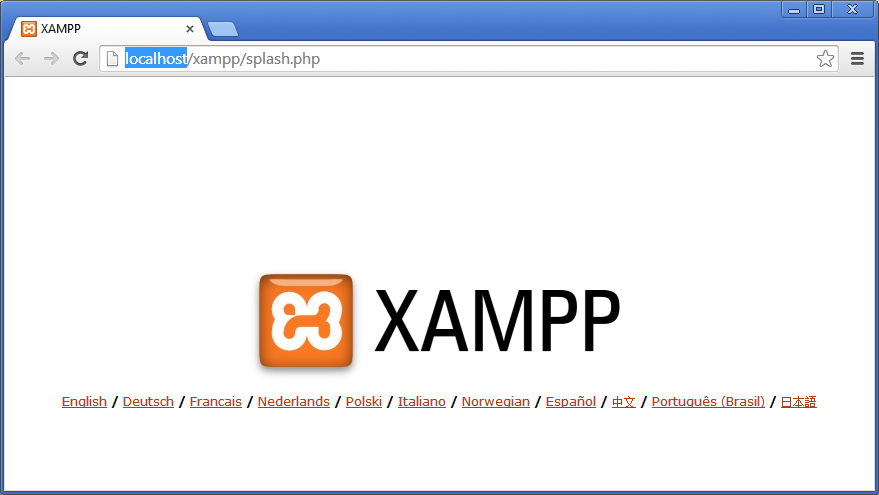 XAMPP
localhost/xampp/splash.php
XAMPP
English / Deutsch / Francais / Nederlands / Polski / Italiano / Norwegian / Español / 中文 / Português (Brasil) / 日本語